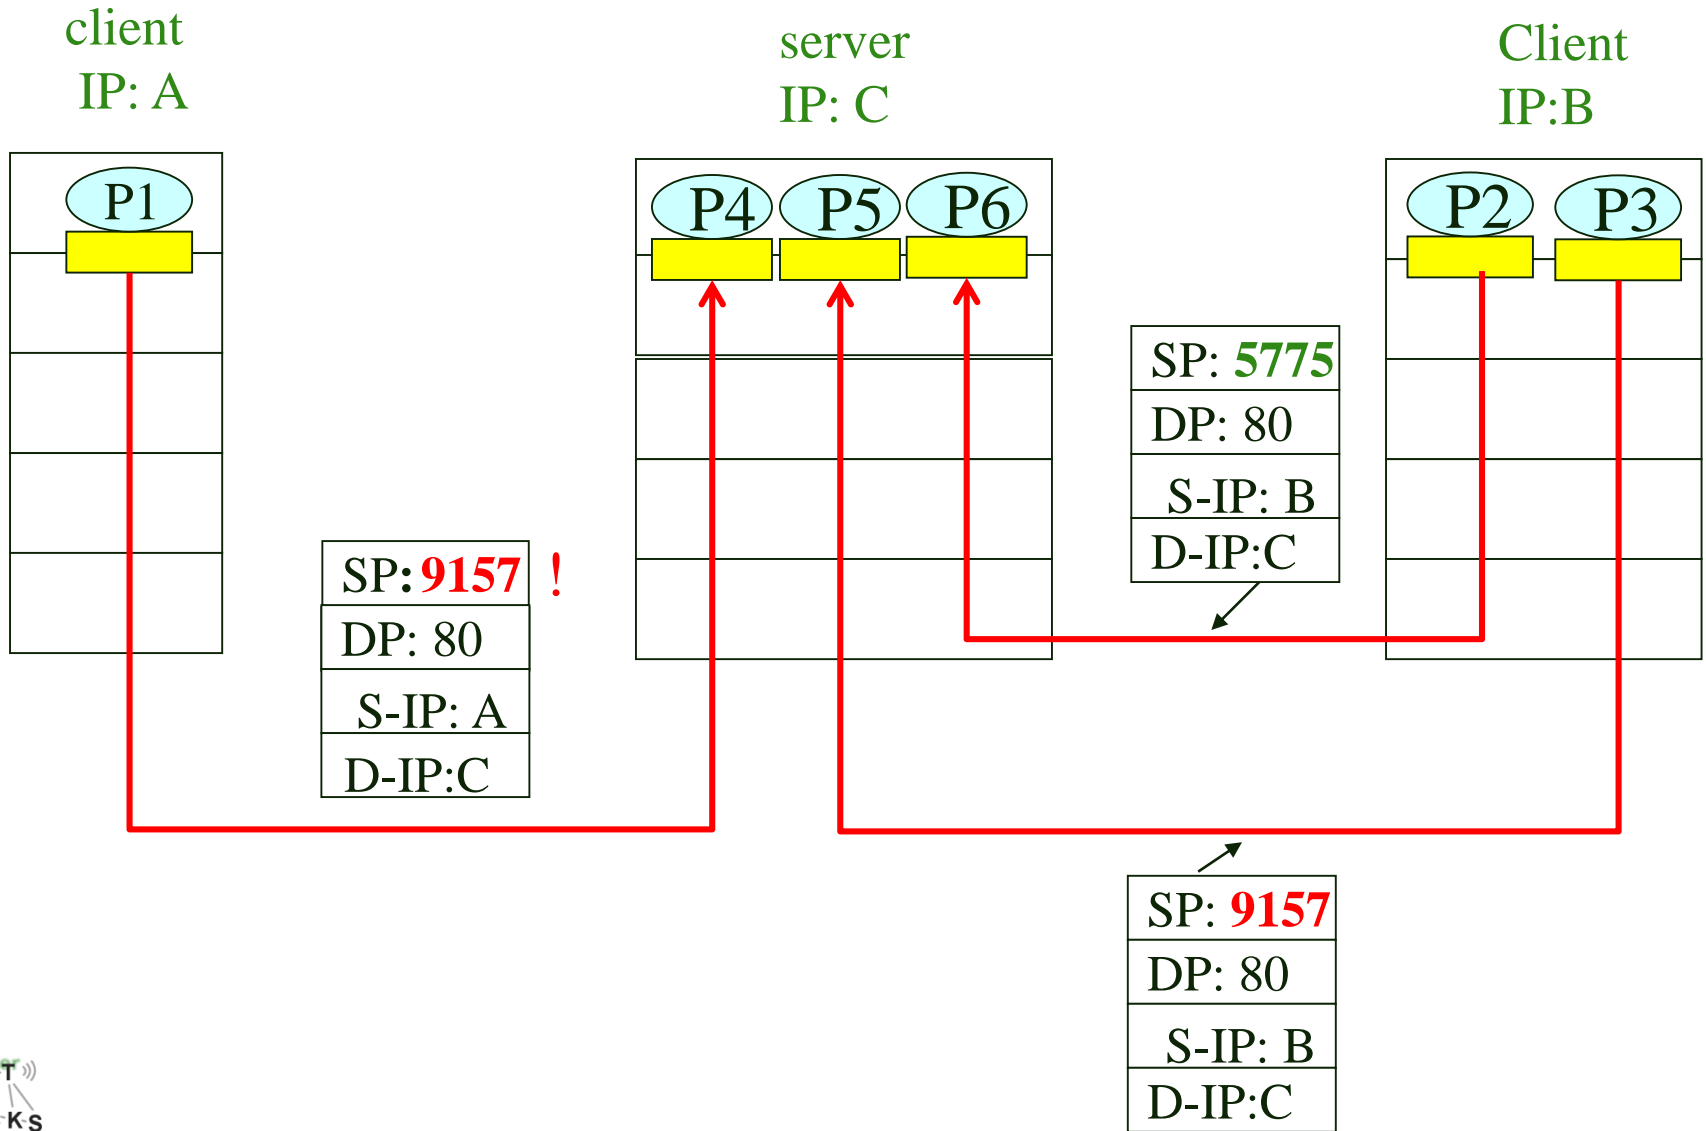 client
IP: A
server
IP: C
Client
IP:B
P1
P4
P5
P6
P2
P3
SP: 5775
DP: 80
S-IP: B
D-IP:C
SP: 9157 !
DP: 80
S-IP: A
D-IP:C
SP: 9157
DP: 80
S-IP: B
D-IP:C
er
T
K-S